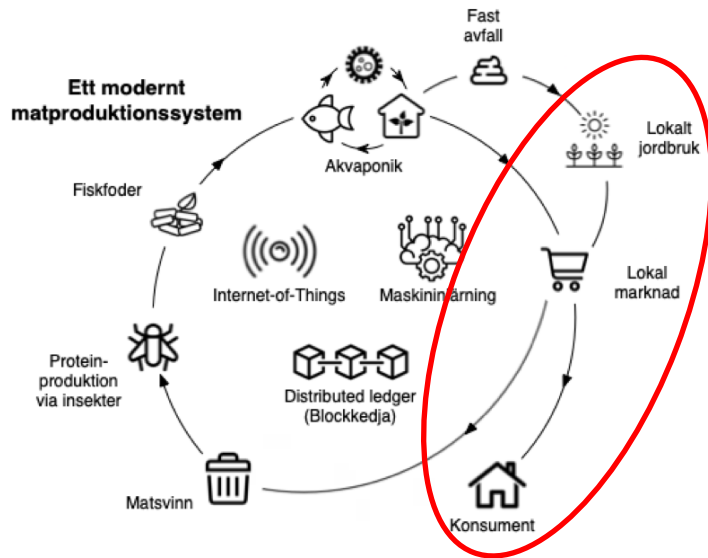 Fast
avfall
Ett modernt
matproduktionssystem
Lokalt
jordbruk
Akvaponik
Fiskfoder
Internet-of-Things
Maskininlärning
Lokal
marknad
Protein-
produktion
via insekter
Distributed ledger
(Blockkedja)
Matsvinn
Konsument